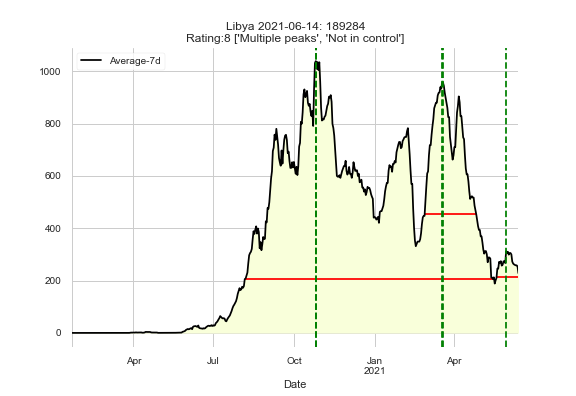 Libya 2021-06-14: 189284
Rating:8 ['Multiple peaks', 'Not in control']
Average-7d
1000
800
600
400
200
0
Apr Jul Oct Jan Apr
2021
Date